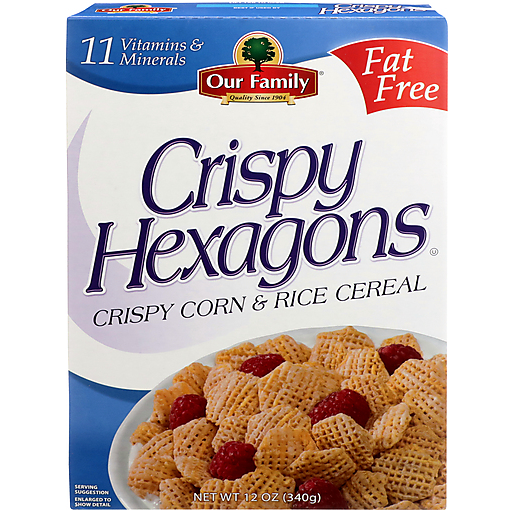 11 Vitamins &
Minerals
Our Family®
Quality Since 1904
Fat
Free
Crispy
Hexagons
CRISPY CORN & RICE CEREAL
SERVING
SUGGESTION
ENLARGED TO
SHOW DETAIL
NET WT 12 OZ (340g)